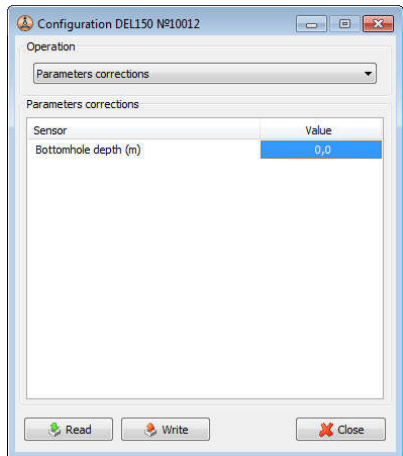 Configuration DEL150 №10012
Operation
Parameters corrections
Parameters corrections
Sensor Value
Bottomhole depth (m) 0,0
Read Write Close